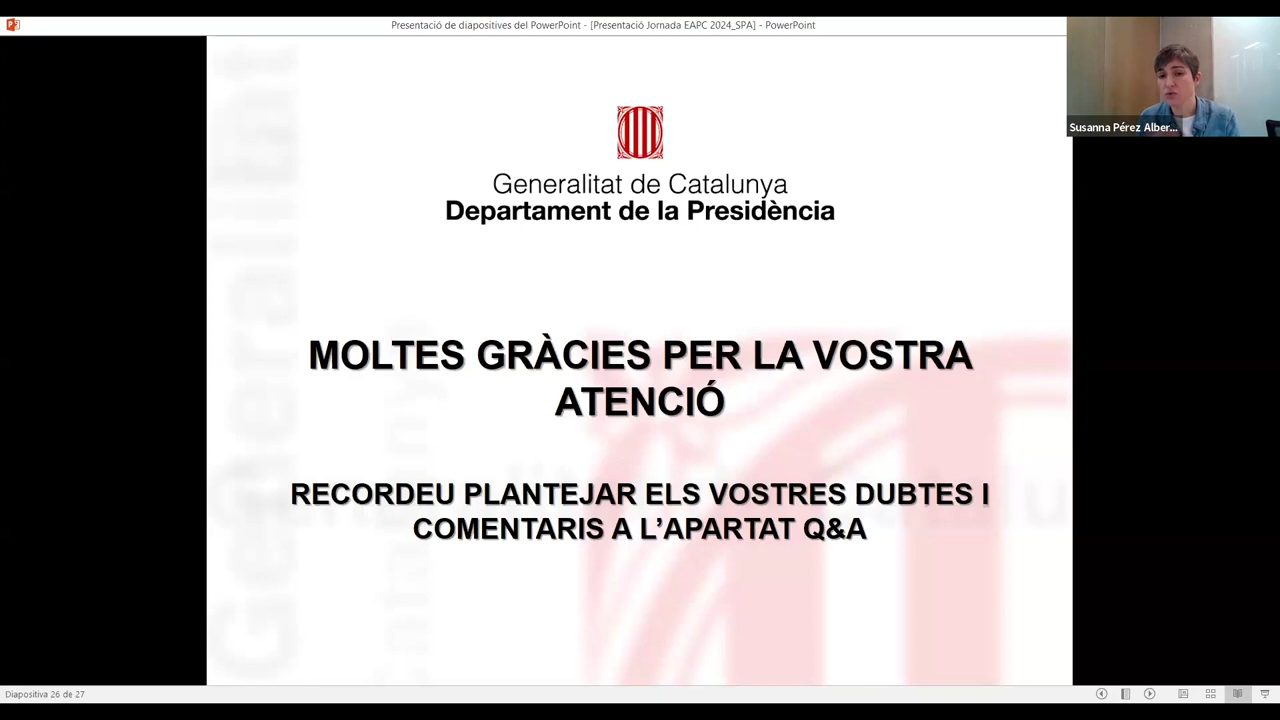 Presentació de diapositives del PowerPoint - [Presentació Jornada EAPC 2024_SPA] - PowerPoint
Susanna Pérez Alber...
Generalitat de Catalunya
Departament de la Presidència
MOLTES GRÀCIES PER LA VOSTRA
ATENCIÓ
RECORDEU PLANTEJAR ELS VOSTRES DUBTES I
COMENTARIS A L'APARTAT Q&A
Diapositiva 26 de 27